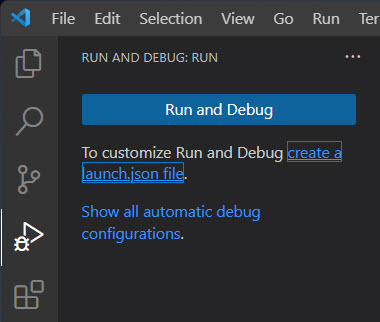 File Edit Selection View Go Run Ter
RUN AND DEBUG: RUN
Run and Debug
To customize Run and Debug create a
launch.json file.
Show all automatic debug
configurations.